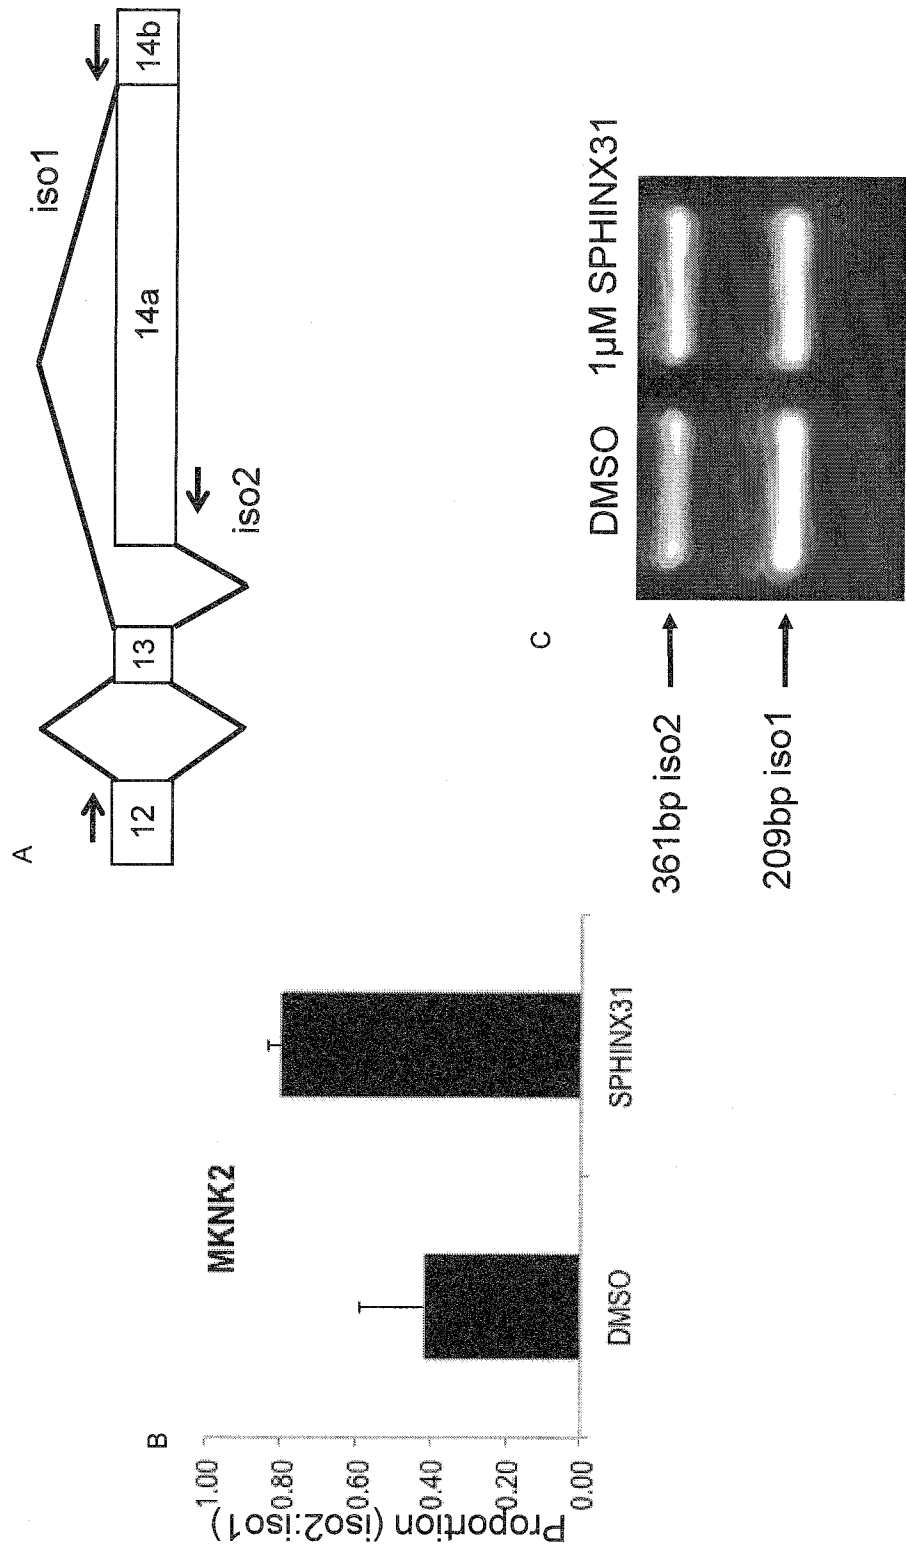 A
iso1
12
13
14a
14b
iso2
B
MKNK2
Proportion (iso2:iso1)
1.00
0.80
0.60
0.40
0.20
0.00
DMSO
SPHINX31
C
DMSO
1µM SPHINX31
361bp iso2
209bp iso1